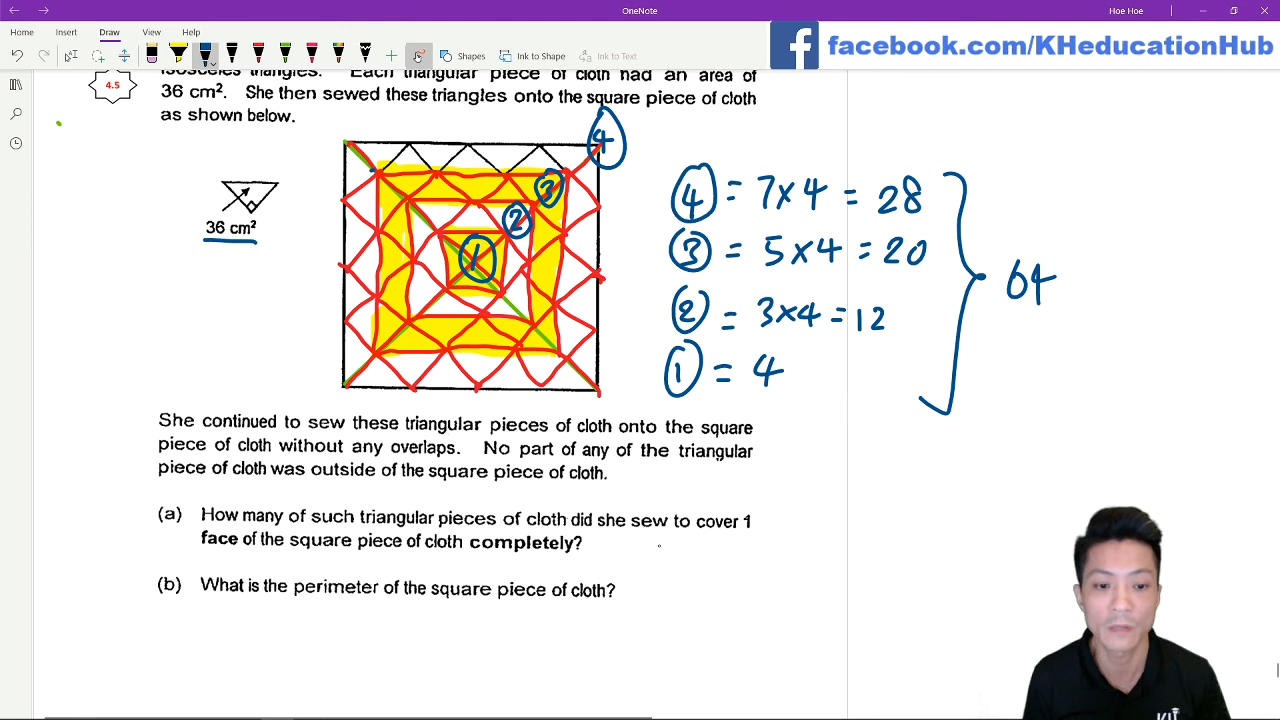 OneNote
Hoe Hoe
Home Insert Draw View Help
Shapes Ink to Shape Ink to Text
facebook.com/KHeducationHub
4.5
isosceles triangles. Each triangular piece of cloth had an area of
36 cm². She then sewed these triangles onto the square piece of cloth
as shown below.
36 cm²
4
3
2
1
④ = 7×4 = 28
③ = 5×4 = 20
② = 3×4 = 12
① = 4
64
She continued to sew these triangular pieces of cloth onto the square
piece of cloth without any overlaps. No part of any of the triangular
piece of cloth was outside of the square piece of cloth.
(a) How many of such triangular pieces of cloth did she sew to cover 1
face of the square piece of cloth completely?
(b) What is the perimeter of the square piece of cloth?